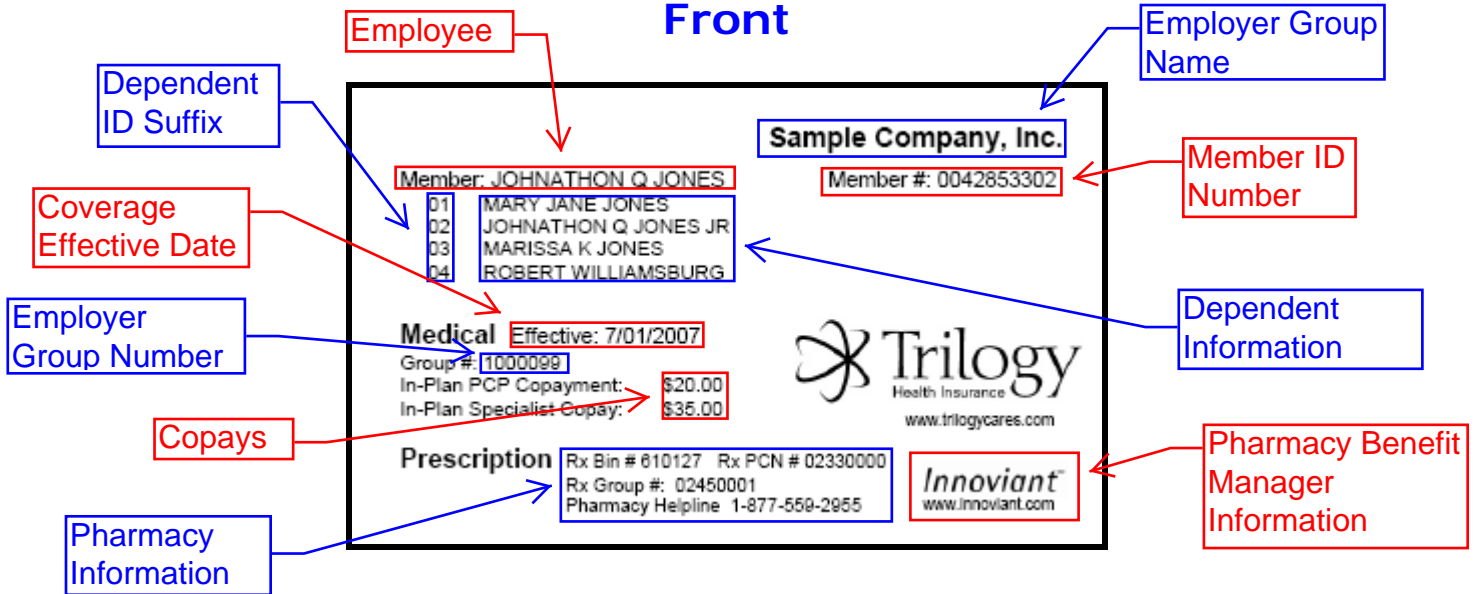 Front
Employee
Employer Group
Name
Dependent
ID Suffix
Sample Company, Inc.
Member ID
Number
Member: JOHNATHON Q JONES
Member #: 0042853302
01 MARY JANE JONES
02 JOHNATHON Q JONES JR
03 MARISSA K JONES
04 ROBERT WILLIAMSBURG
Coverage
Effective Date
Employer
Group Number
Dependent
Information
Medical Effective: 7/01/2007
Group #: 1000099
In-Plan PCP Copayment: $20.00
In-Plan Specialist Copay: $35.00
Trilogy
Health Insurance
www.trilogycares.com
Copays
Prescription Rx Bin # 610127 Rx PCN # 02330000
Rx Group #: 02450001
Pharmacy Helpline 1-877-559-2955
Innoviant™
www.innoviant.com
Pharmacy Benefit
Manager
Information
Pharmacy
Information